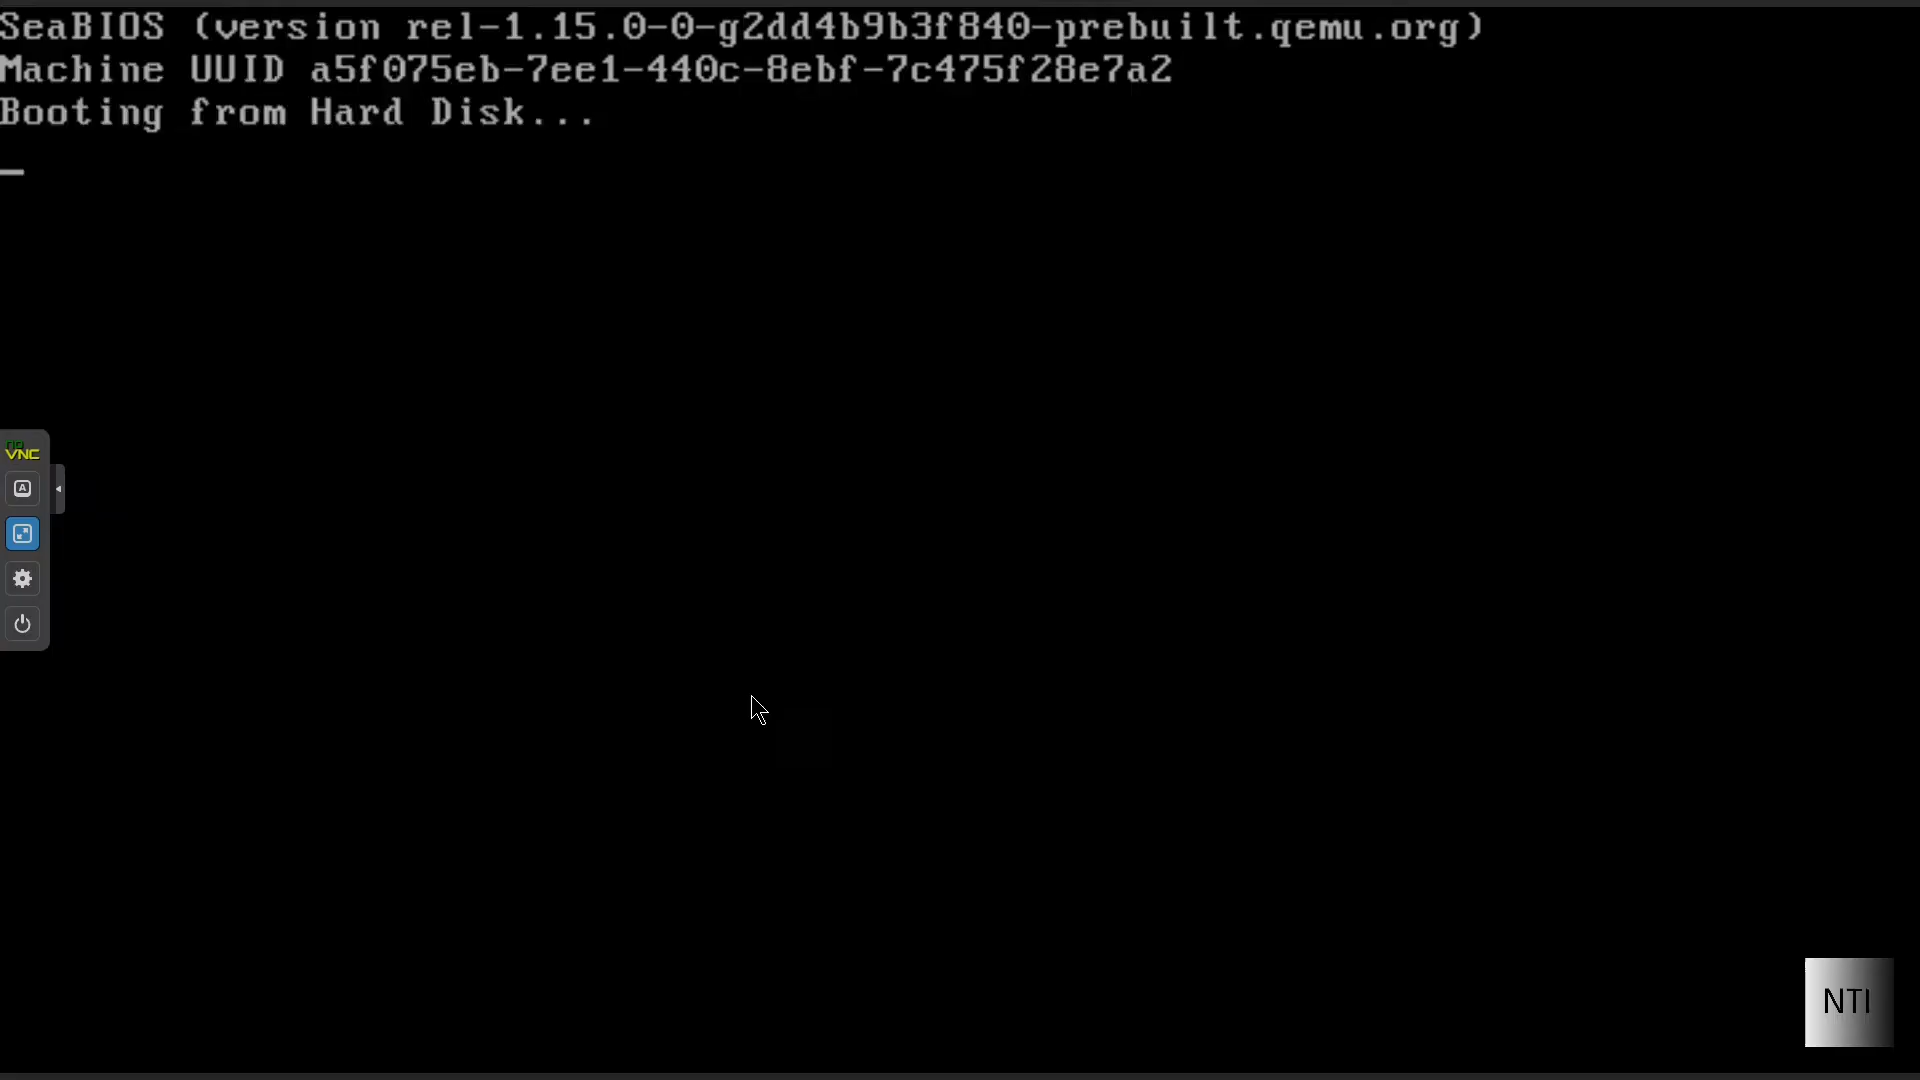 SeaBIOS (version rel-1.15.0-0-g2dd4b9b3f840-prebuilt.qemu.org)
Machine UUID a5f075eb-7ee1-440c-8ebf-7c475f28e7a2
Booting from Hard Disk...
no
VNC
A
NTI